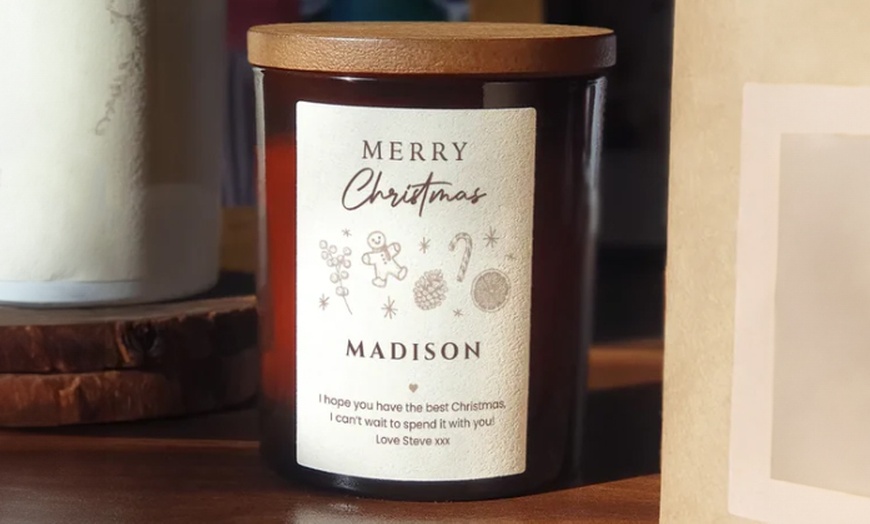 MERRY
Christmas
MADISON
I hope you have the best Christmas,
I can't wait to spend it with you!
Love Steve xxx